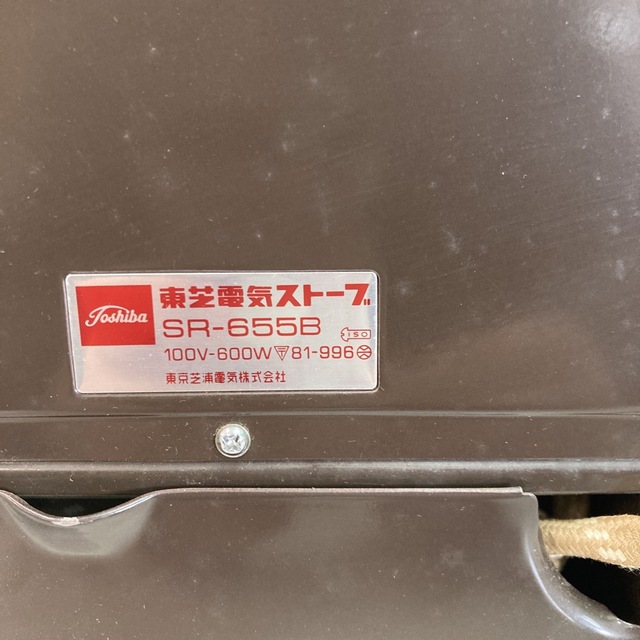 Toshiba
東芝電気ストーブ
SR-655B
ISO
100V-600W 〒 81-996
東京芝浦電気株式会社